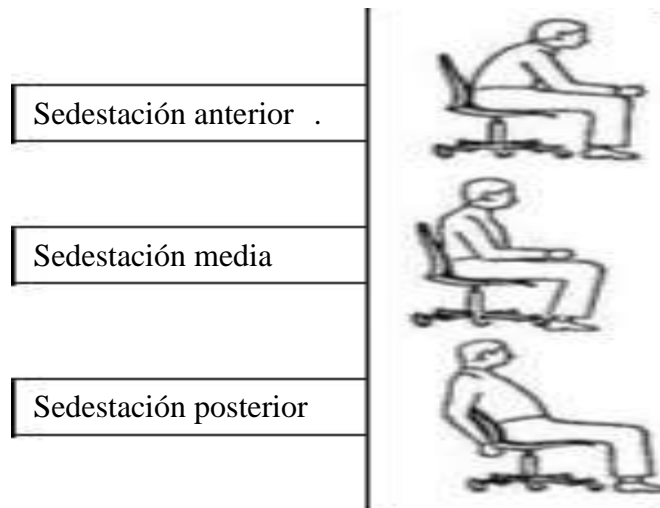 Sedestación anterior .
Sedestación media
Sedestación posterior